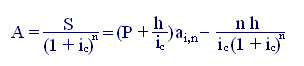 A = S / (1 + i_c)^n = (P + h / i_c) a_{i,n} − n h / (i_c (1 + i_c)^n)